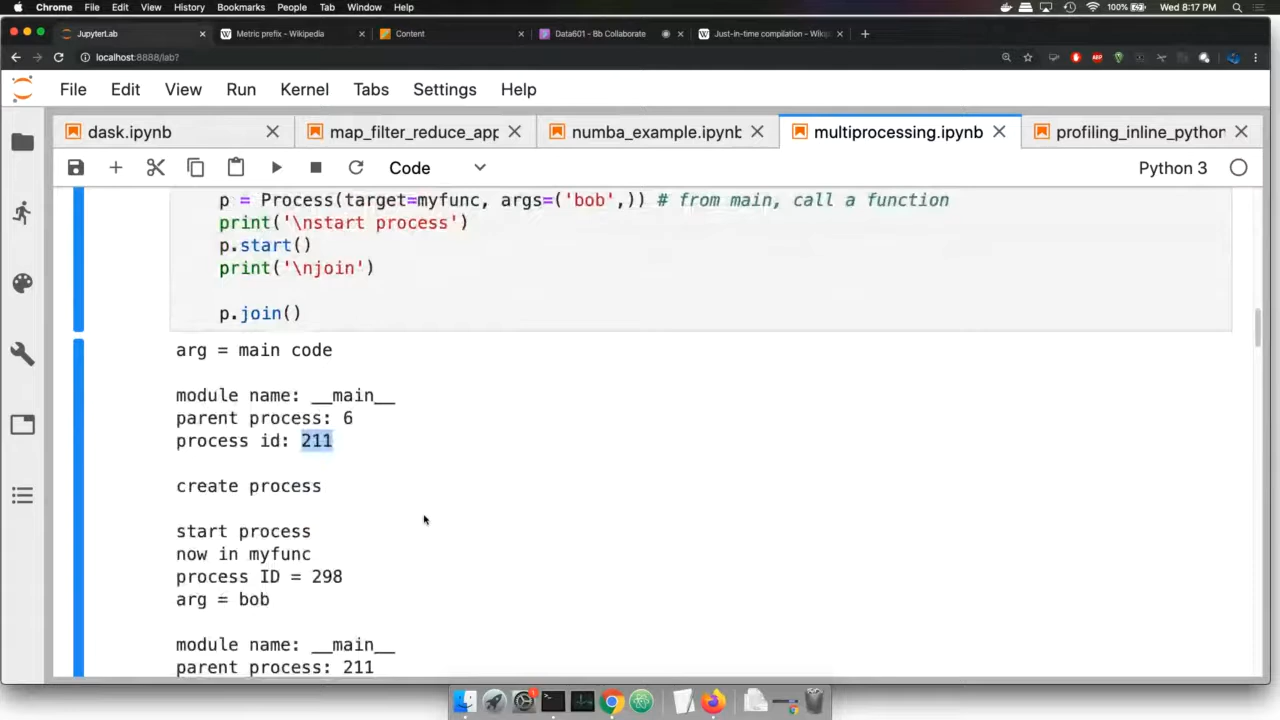 Chrome File Edit View History Bookmarks People Tab Window Help 100% Wed 8:17 PM
JupyterLab Metric prefix - Wikipedia Content Data601 - Bb Collaborate Just-in-time compilation - Wiki
localhost:8888/lab?
File Edit View Run Kernel Tabs Settings Help
dask.ipynb map_filter_reduce_app numba_example.ipynb multiprocessing.ipynb profiling_inline_python
Code Python 3
p = Process(target=myfunc, args=('bob',)) # from main, call a function
print('\nstart process')
p.start()
print('\njoin')
p.join()
arg = main code
module name: __main__
parent process: 6
process id: 211
create process
start process
now in myfunc
process ID = 298
arg = bob
module name: __main__
parent process: 211